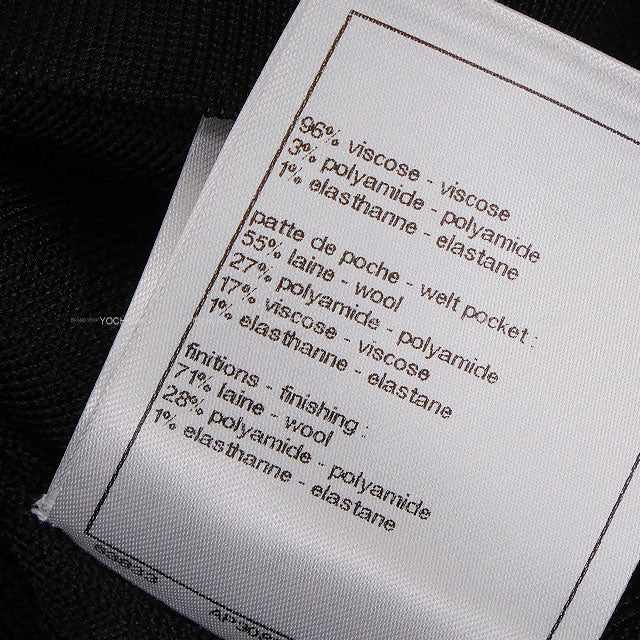 96% viscose - viscose
3% polyamide - polyamide
1% elasthanne - elastane
patte de poche - welt pocket :
55% laine - wool
27% polyamide - polyamide
17% viscose - viscose
1% elasthanne - elastane
finitions - finishing :
71% laine - wool
28% polyamide - polyamide
1% elasthanne - elastane